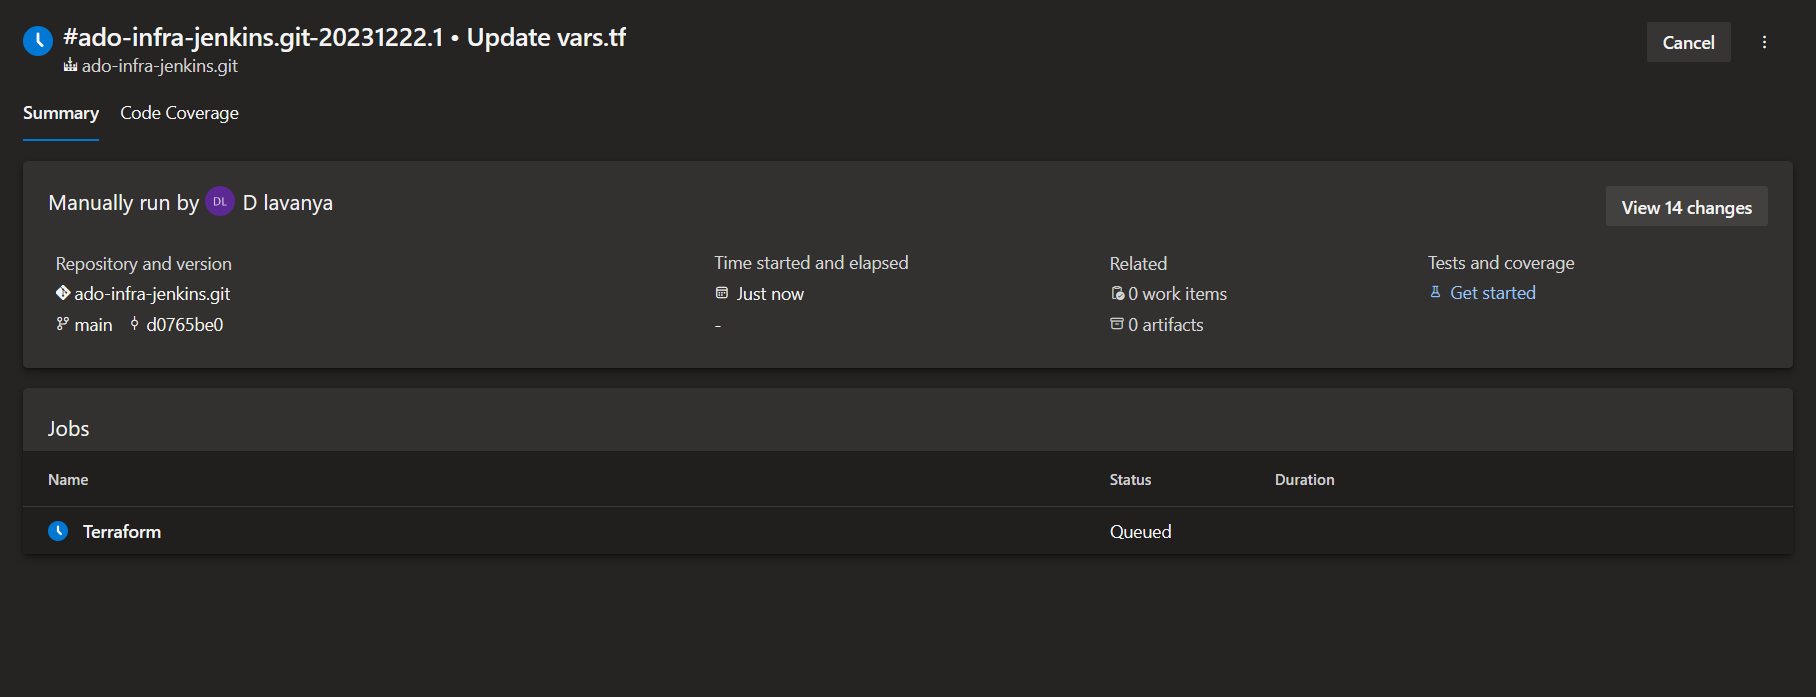 #ado-infra-jenkins.git-20231222.1 • Update vars.tf
Cancel
ado-infra-jenkins.git
Summary Code Coverage
Manually run by DL D lavanya
View 14 changes
Repository and version
ado-infra-jenkins.git
main d0765be0
Time started and elapsed
Just now
-
Related
0 work items
0 artifacts
Tests and coverage
Get started
Jobs
Name Status Duration
Terraform Queued